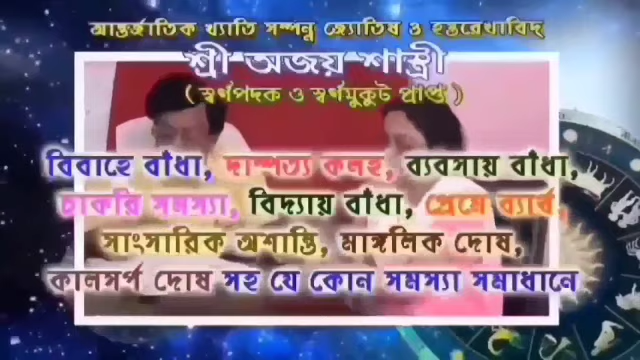 আন্তর্জাতিক খ্যাতি সম্পন্ন জ্যোতিষ ও হস্তরেখাবিদ্
শ্রী অজয় শাস্ত্রী
( স্বর্ণপদক ও স্বর্ণমুকুট প্রাপ্ত )
বিবাহে বাঁধা, দাম্পত্য কলহ, ব্যবসায় বাঁধা,
চাকরি সমস্যা, বিদ্যায় বাঁধা, প্রেমে ব্যার্থ,
সাংসারিক অশান্তি, মাঙ্গলিক দোষ,
কালসর্প দোষ সহ যে কোন সমস্যা সমাধানে